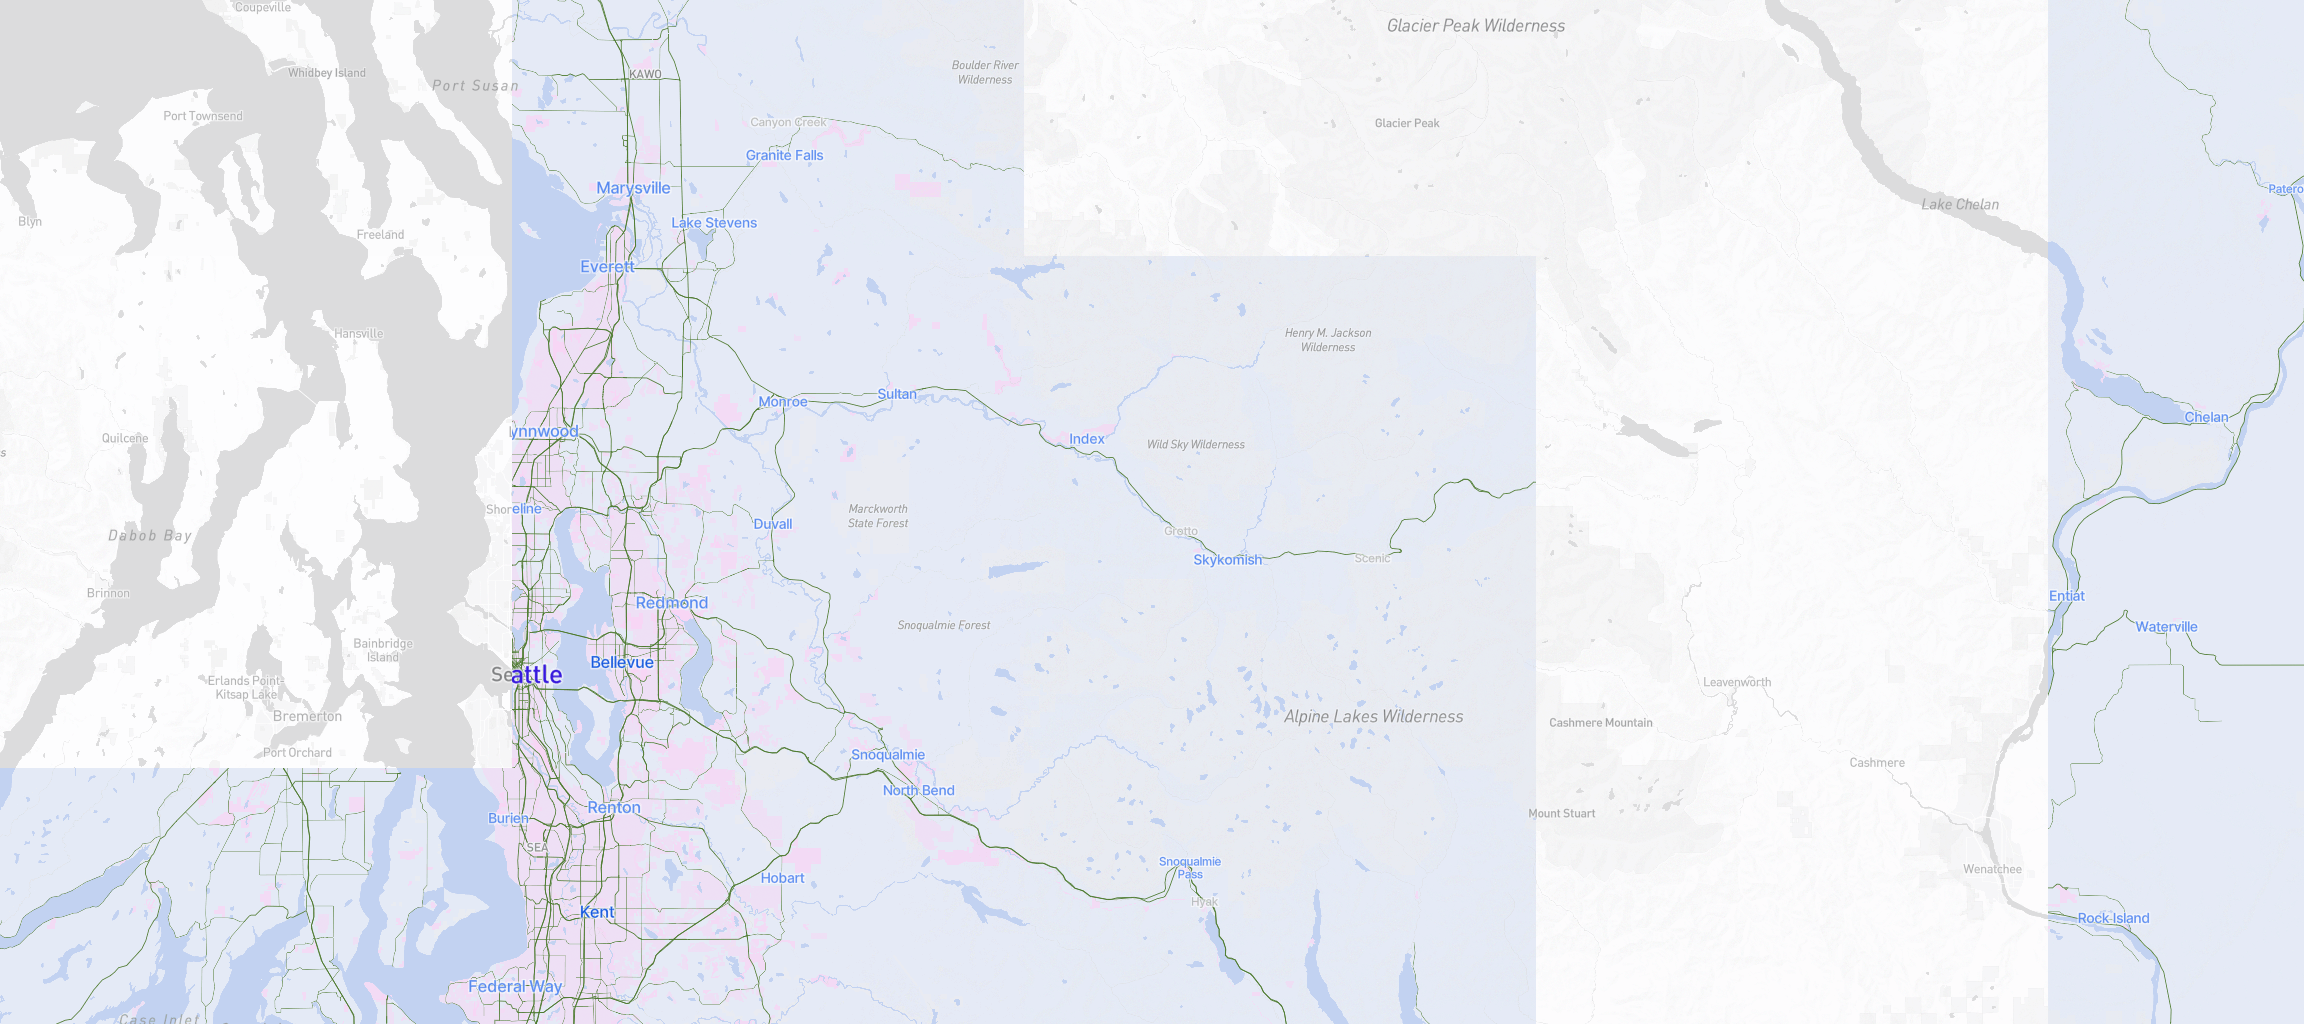 Coupeville
Glacier Peak Wilderness
Whidbey Island
KAWO
Boulder River
Wilderness
Port Susan
Port Townsend
Canyon Creek
Glacier Peak
Granite Falls
Marysville
Patero
Blyn
Freeland
Lake Stevens
Lake Chelan
Everett
Hansville
Henry M. Jackson
Wilderness
Monroe
Sultan
Chelan
Quilcene
ynnwood
Index
Wild Sky Wilderness
s
Shoreline
Marckworth
State Forest
Duvall
Dabob Bay
Grotto
Skykomish
Scenic
Brinnon
Redmond
Entiat
Snoqualmie Forest
Waterville
Bainbridge
Island
Bellevue
Seattle
Erlands Point-
Kitsap Lake
Leavenworth
Bremerton
Alpine Lakes Wilderness
Cashmere Mountain
Port Orchard
Snoqualmie
Cashmere
North Bend
Renton
Burien
Mount Stuart
SEA
Snoqualmie
Pass
Wenatchee
Hobart
Hyak
Kent
Rock Island
Federal Way
Case Inlet